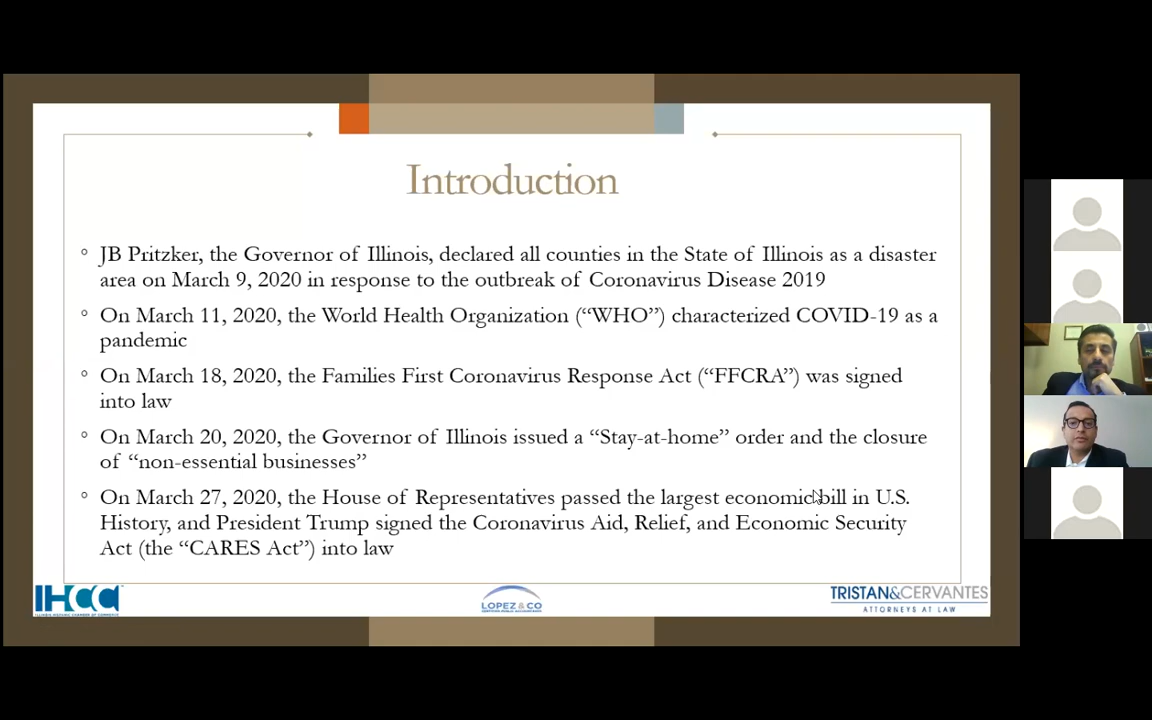 Introduction
JB Pritzker, the Governor of Illinois, declared all counties in the State of Illinois as a disaster
area on March 9, 2020 in response to the outbreak of Coronavirus Disease 2019
On March 11, 2020, the World Health Organization (“WHO”) characterized COVID-19 as a
pandemic
On March 18, 2020, the Families First Coronavirus Response Act (“FFCRA”) was signed
into law
On March 20, 2020, the Governor of Illinois issued a “Stay-at-home” order and the closure
of “non-essential businesses”
On March 27, 2020, the House of Representatives passed the largest economic bill in U.S.
History, and President Trump signed the Coronavirus Aid, Relief, and Economic Security
Act (the “CARES Act”) into law
IHCC
LOPEZ & CO
TRISTAN&CERVANTES
ATTORNEYS AT LAW